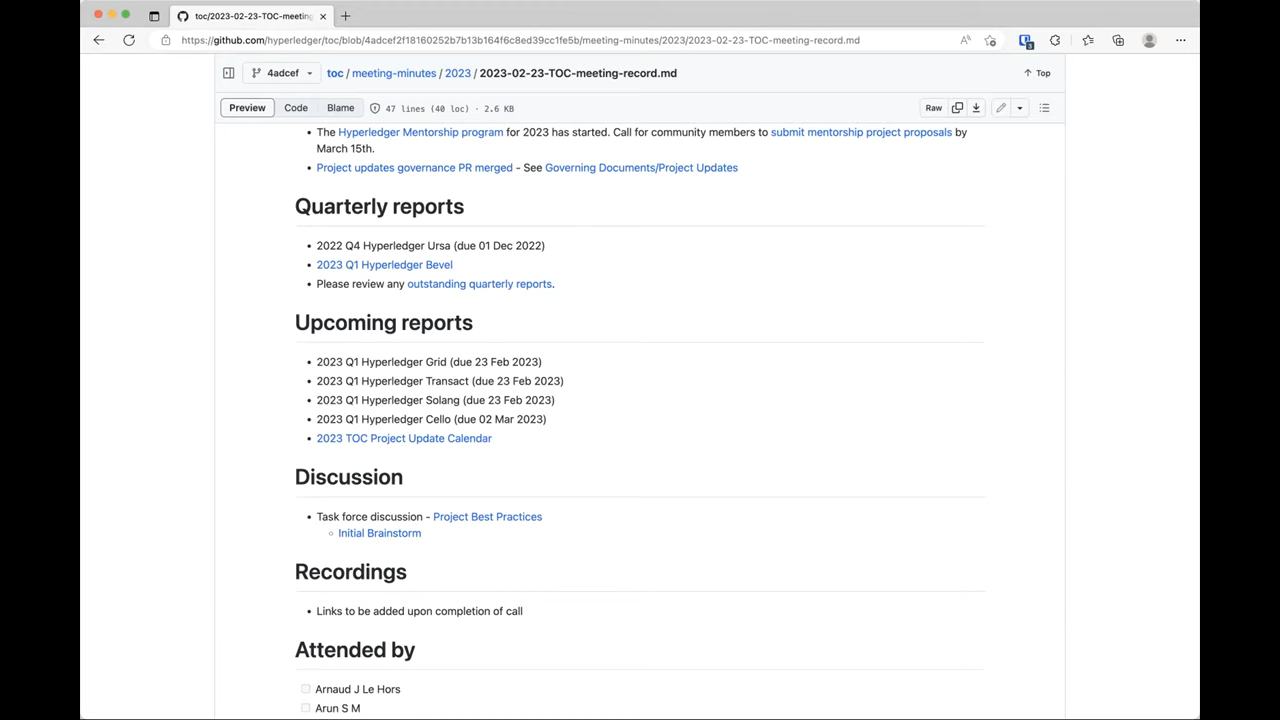 toc/2023-02-23-TOC-meeting
https://github.com/hyperledger/toc/blob/4adcef2f18160252b7b13b164f6c8ed39cc1fe5b/meeting-minutes/2023/2023-02-23-TOC-meeting-record.md
4adcef toc / meeting-minutes / 2023 / 2023-02-23-TOC-meeting-record.md Top
Preview Code Blame 47 lines (40 loc) · 2.6 KB Raw
• The Hyperledger Mentorship program for 2023 has started. Call for community members to submit mentorship project proposals by
March 15th.
• Project updates governance PR merged - See Governing Documents/Project Updates
Quarterly reports
• 2022 Q4 Hyperledger Ursa (due 01 Dec 2022)
• 2023 Q1 Hyperledger Bevel
• Please review any outstanding quarterly reports.
Upcoming reports
• 2023 Q1 Hyperledger Grid (due 23 Feb 2023)
• 2023 Q1 Hyperledger Transact (due 23 Feb 2023)
• 2023 Q1 Hyperledger Solang (due 23 Feb 2023)
• 2023 Q1 Hyperledger Cello (due 02 Mar 2023)
• 2023 TOC Project Update Calendar
Discussion
• Task force discussion - Project Best Practices
◦ Initial Brainstorm
Recordings
• Links to be added upon completion of call
Attended by
Arnaud J Le Hors
Arun S M